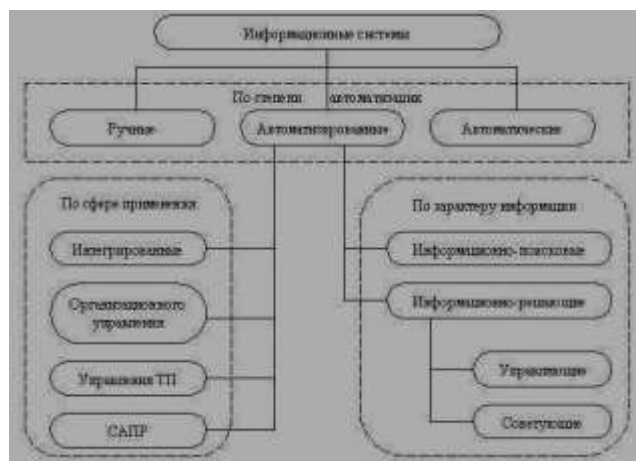 Информационные системы
По степени автоматизации
Ручные
Автоматизированные
Автоматические
По сфере применения
Интегрированные
Организационного
управления
Управления ТП
САПР
По характеру информации
Информационно-поисковые
Информационно-решающие
Управляющие
Советующие